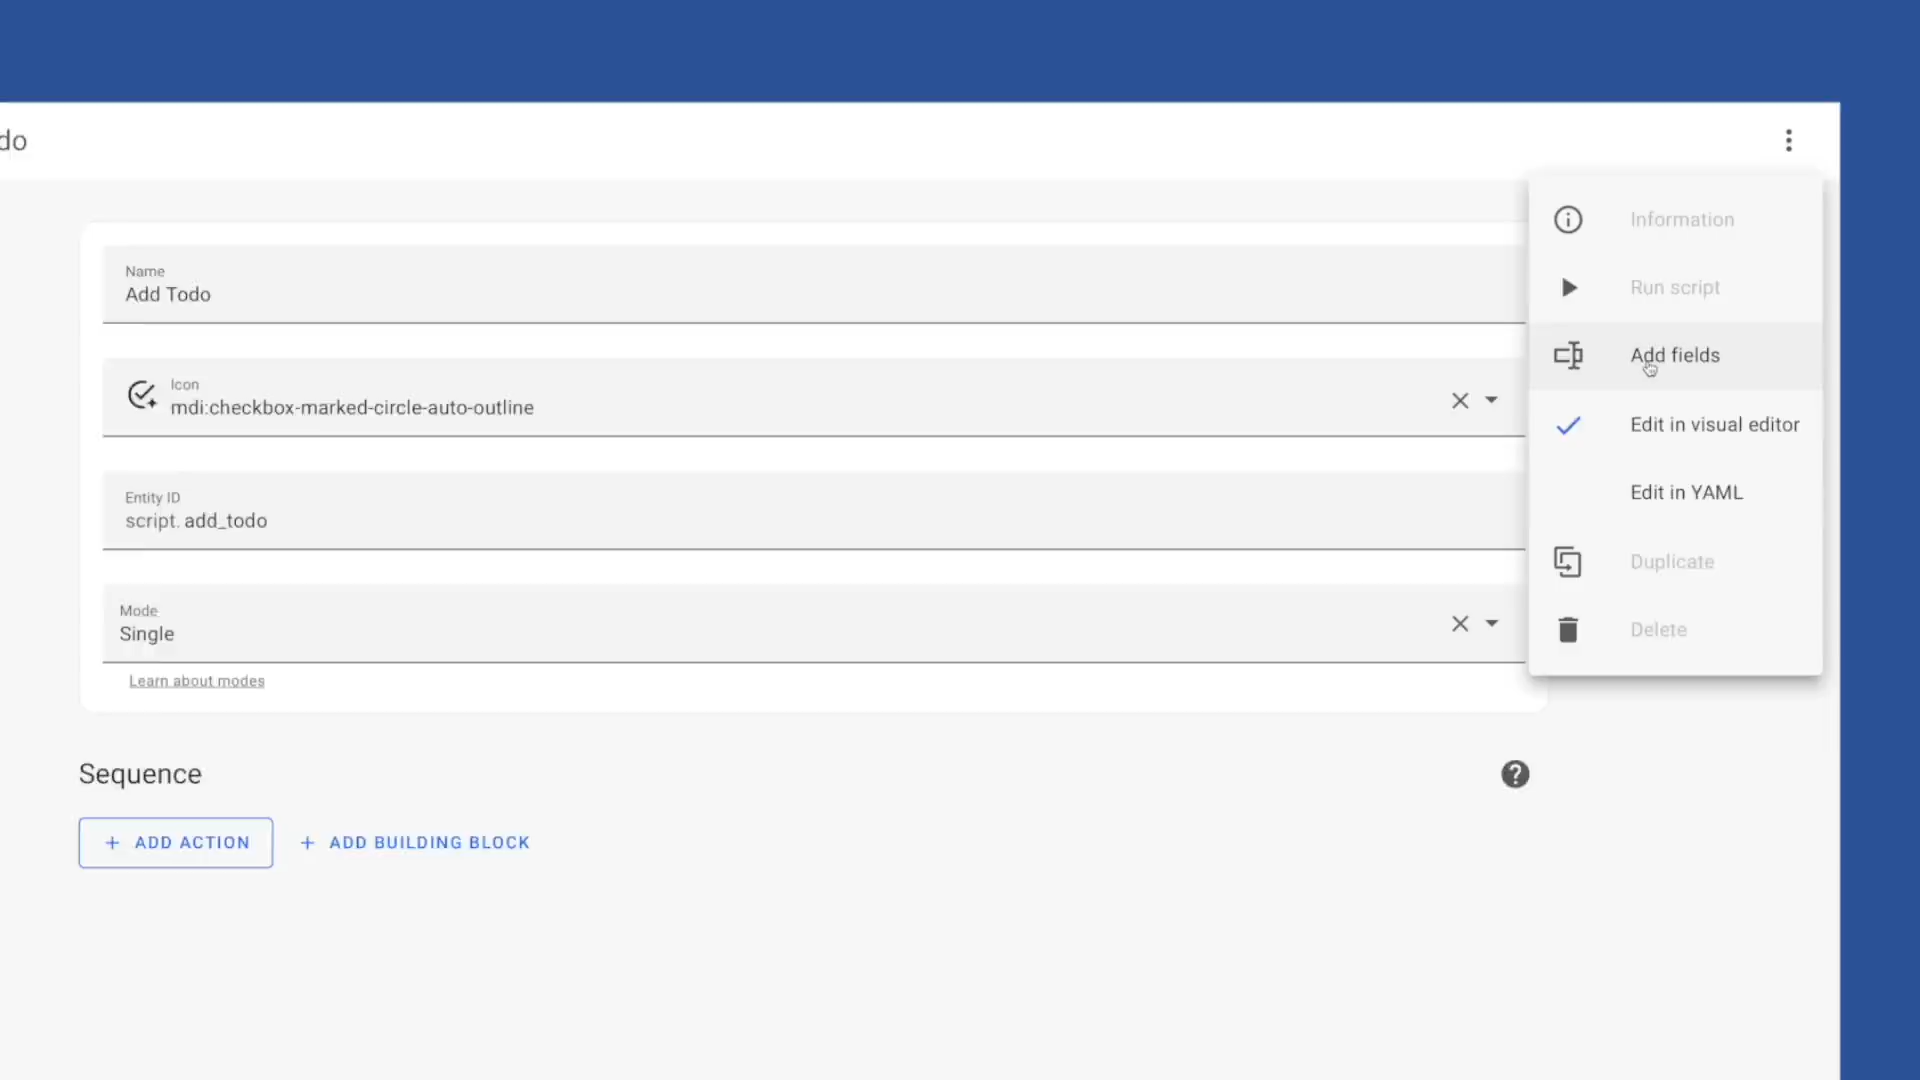 do
Name
Add Todo
Icon
mdi:checkbox-marked-circle-auto-outline
Entity ID
script. add_todo
Mode
Single
Learn about modes
Information
Run script
Add fields
Edit in visual editor
Edit in YAML
Duplicate
Delete
Sequence
?
+ ADD ACTION
+ ADD BUILDING BLOCK